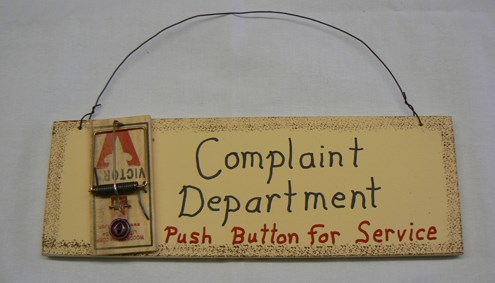 VICTOR
Complaint
Department
Push Button for Service